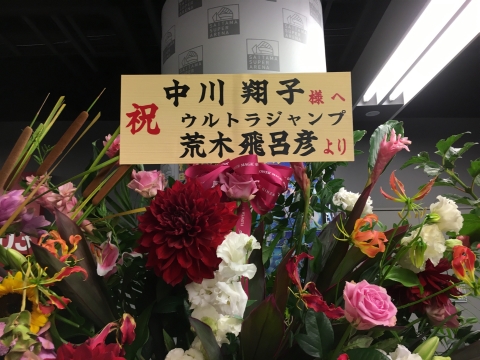 祝
中川 翔子 様へ
ウルトラジャンプ
荒木飛呂彦より